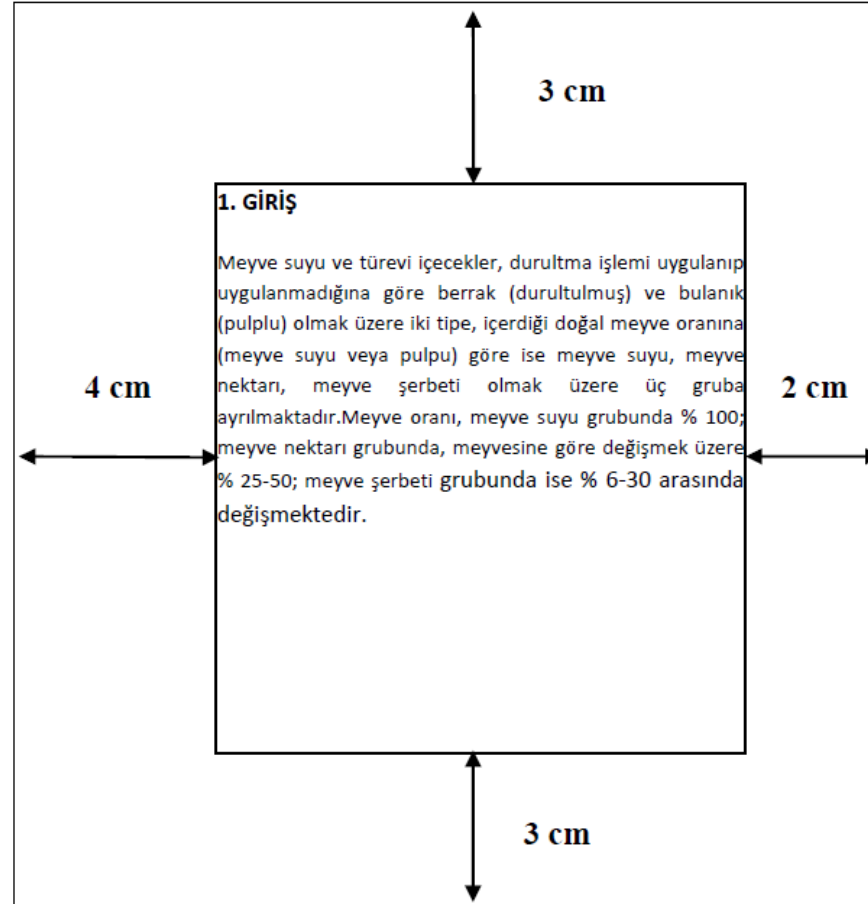 3 cm
1. GİRİŞ
Meyve suyu ve türevi içecekler, durultma işlemi uygulanıp
uygulanmadığına göre berrak (durultulmuş) ve bulanık
(pulplu) olmak üzere iki tipe, içerdiği doğal meyve oranına
(meyve suyu veya pulpu) göre ise meyve suyu, meyve
nektarı, meyve şerbeti olmak üzere üç gruba
ayrılmaktadır.Meyve oranı, meyve suyu grubunda % 100;
meyve nektarı grubunda, meyvesine göre değişmek üzere
% 25-50; meyve şerbeti grubunda ise % 6-30 arasında
değişmektedir.
4 cm
2 cm
3 cm